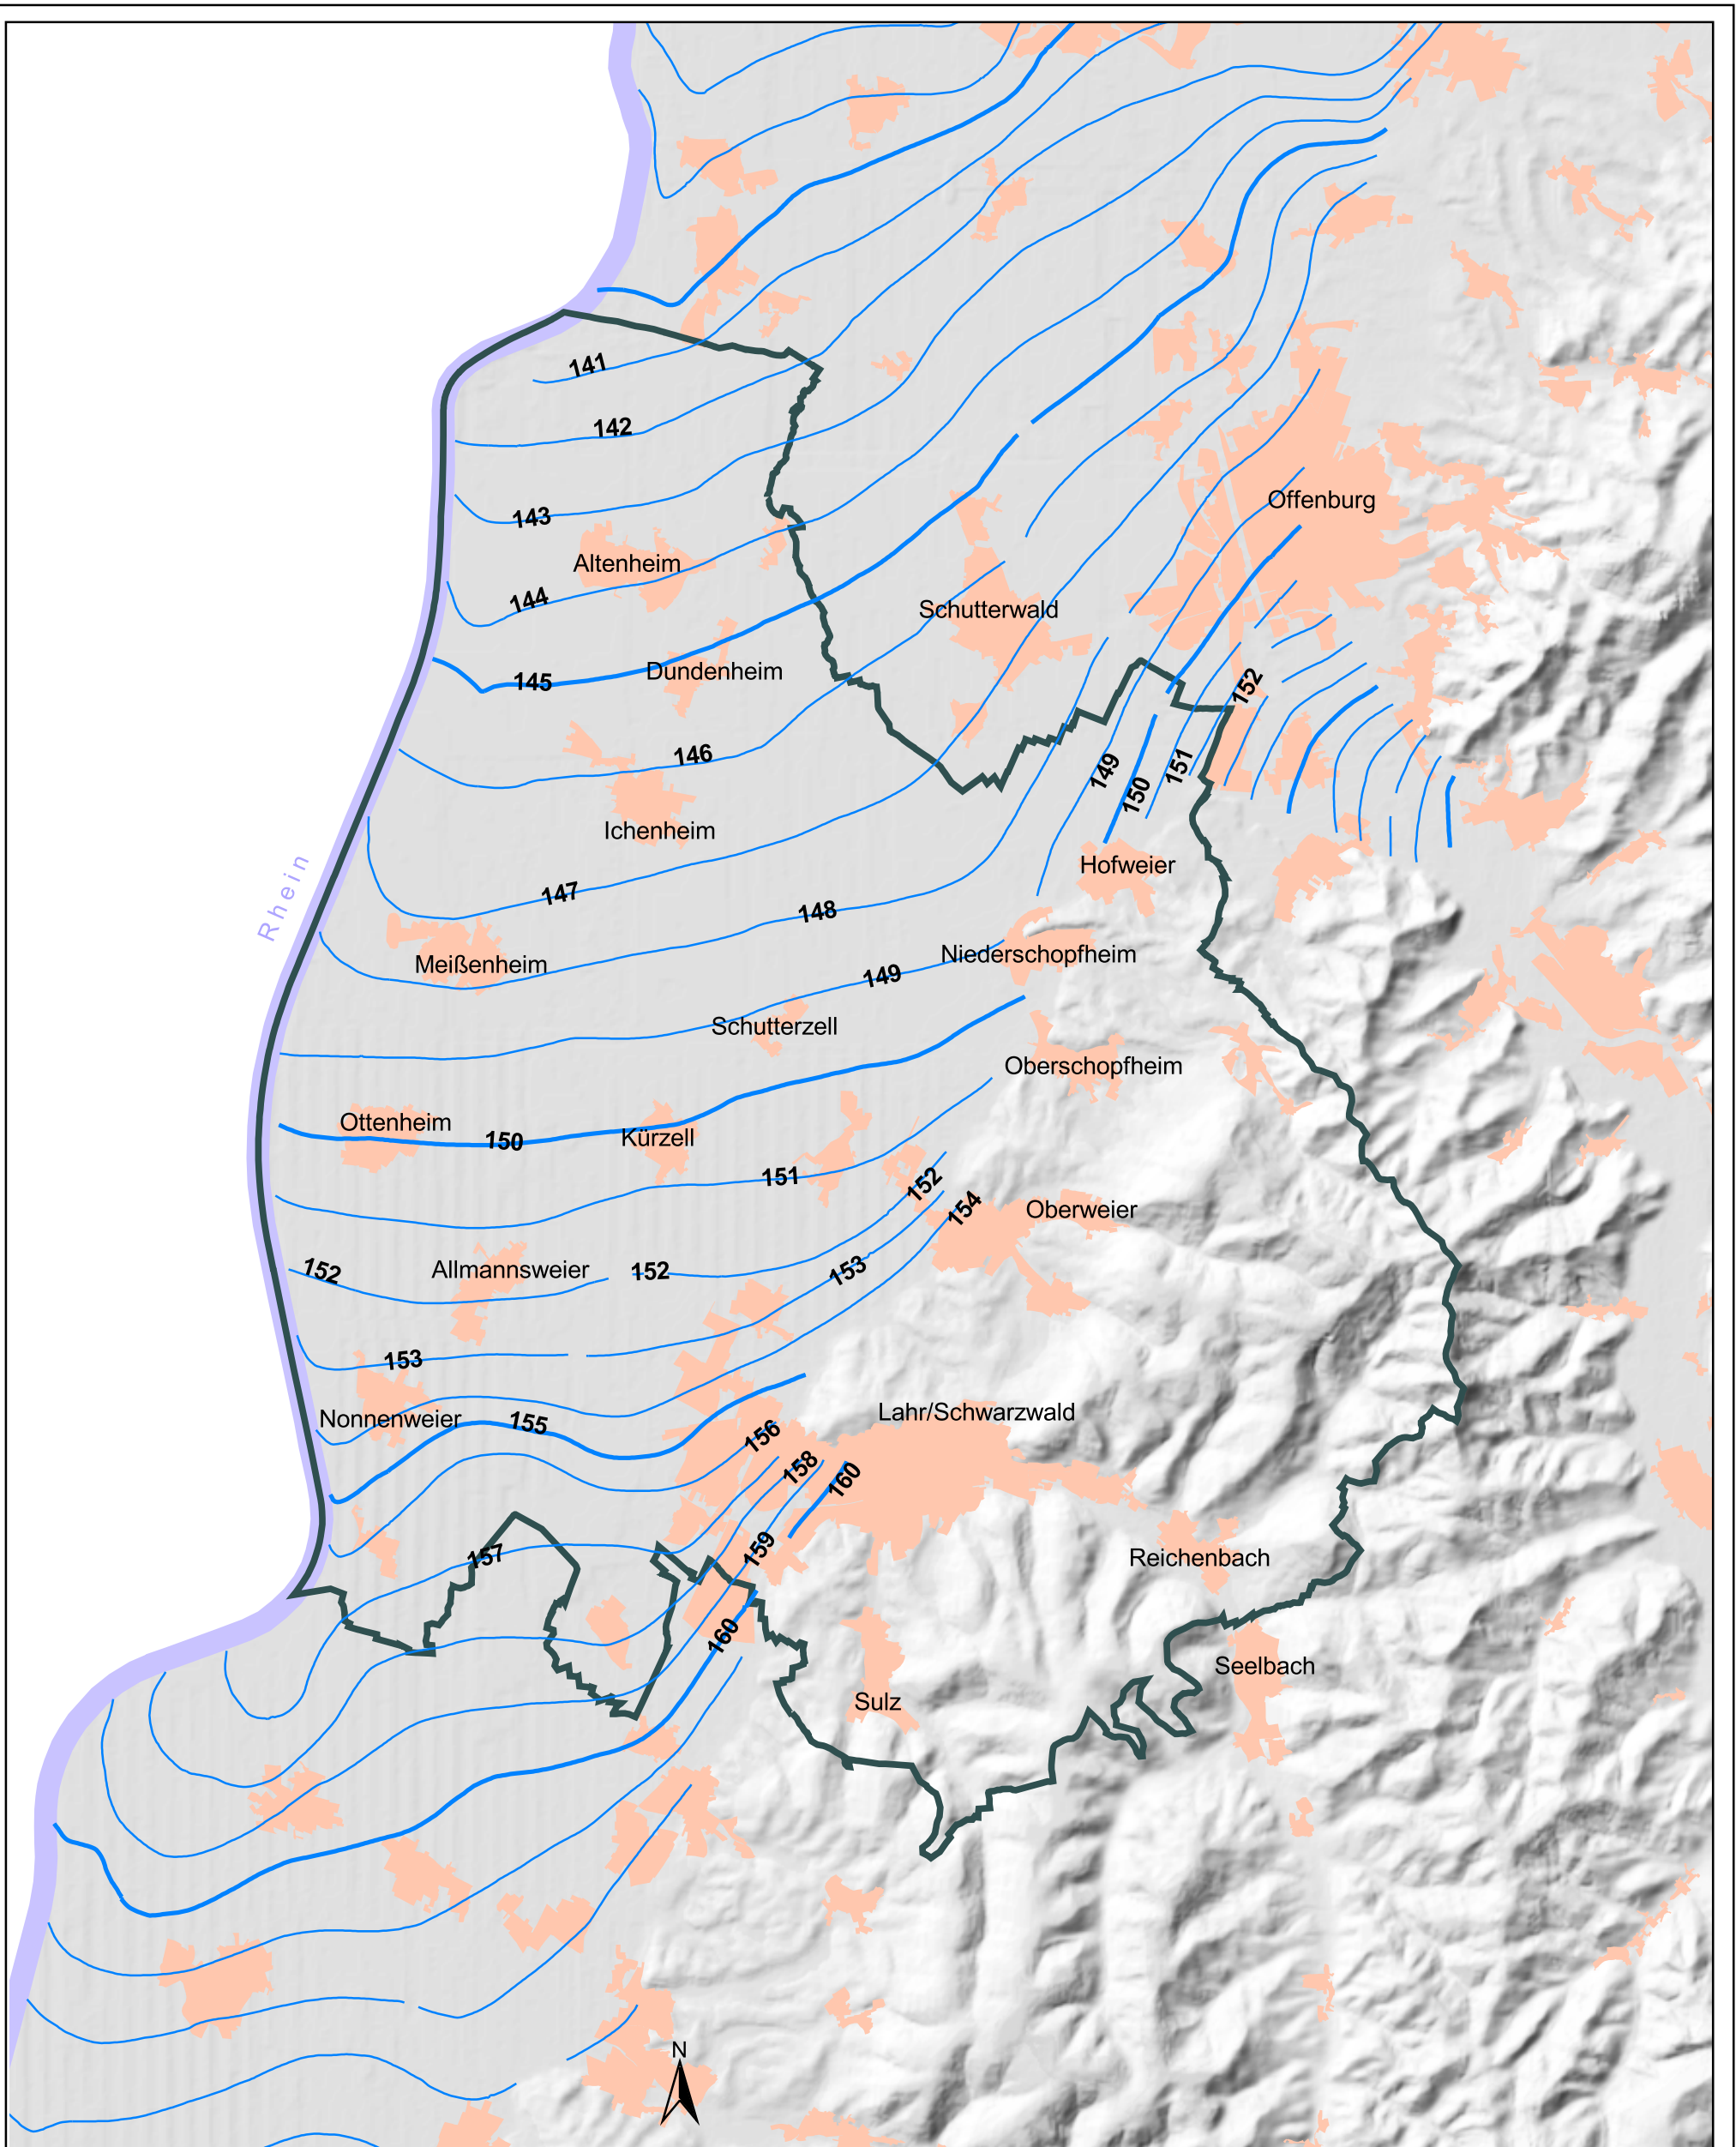 141
142
143
Offenburg
Altenheim
144
Schutterwald
Dundenheim
145
152
146
149
151
150
Ichenheim
Hofweier
Rhein
147
148
Niederschopfheim
Meißenheim
149
Schutterzell
Oberschopfheim
Ottenheim
150
Kürzell
151
152
154
Oberweier
152
Allmannsweier
152
153
153
Nonnenweier
155
Lahr/Schwarzwald
156
158
160
157
159
Reichenbach
160
Seelbach
Sulz
N